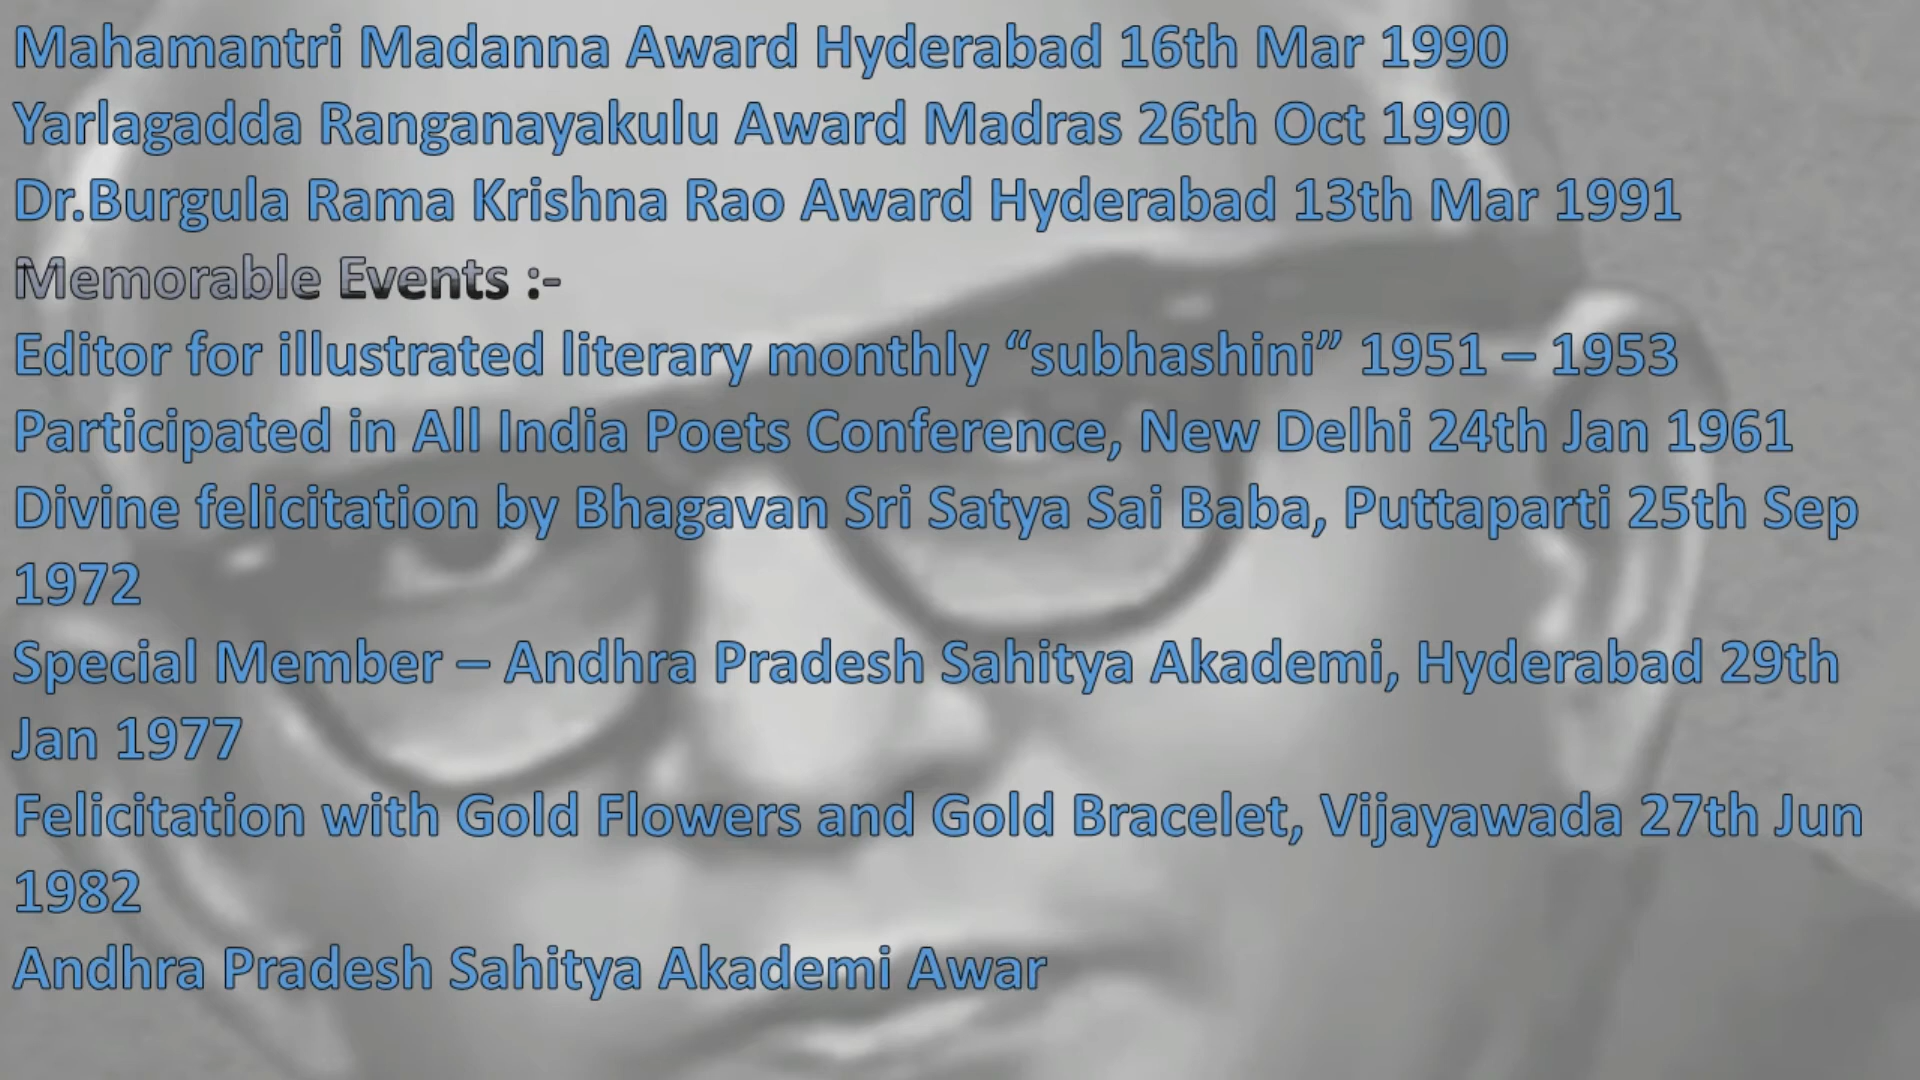 Mahamantri Madanna Award Hyderabad 16th Mar 1990
Yarlagadda Ranganayakulu Award Madras 26th Oct 1990
Dr.Burgula Rama Krishna Rao Award Hyderabad 13th Mar 1991
Memorable Events :-
Editor for illustrated literary monthly “subhashini” 1951 – 1953
Participated in All India Poets Conference, New Delhi 24th Jan 1961
Divine felicitation by Bhagavan Sri Satya Sai Baba, Puttaparti 25th Sep
1972
Special Member – Andhra Pradesh Sahitya Akademi, Hyderabad 29th
Jan 1977
Felicitation with Gold Flowers and Gold Bracelet, Vijayawada 27th Jun
1982
Andhra Pradesh Sahitya Akademi Awar